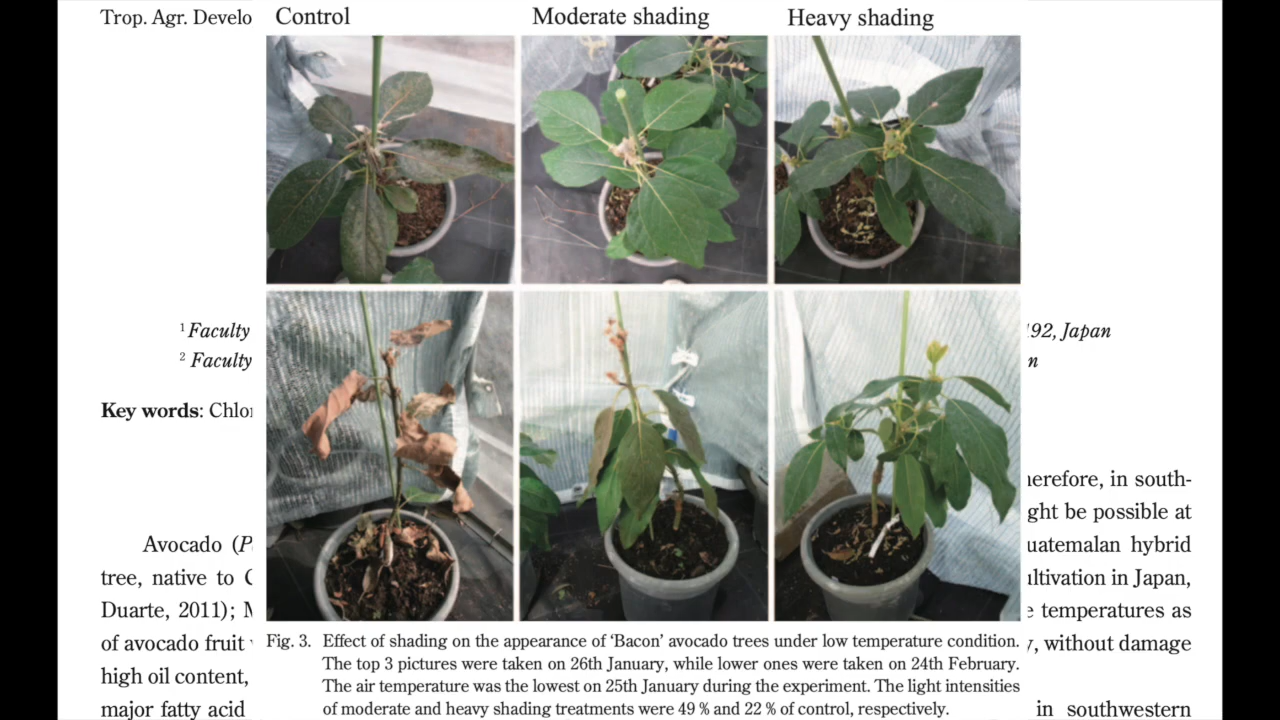 Trop. Agr. Develo
Control Moderate shading Heavy shading
¹ Faculty 92, Japan
² Faculty n
Key words: Chlo
herefore, in south-
ght be possible at
Avocado (P uatemalan hybrid
tree, native to C ultivation in Japan,
Duarte, 2011); M e temperatures as
of avocado fruit y, without damage
high oil content,
major fatty acid in southwestern
Fig. 3. Effect of shading on the appearance of ‘Bacon’ avocado trees under low temperature condition.
The top 3 pictures were taken on 26th January, while lower ones were taken on 24th February.
The air temperature was the lowest on 25th January during the experiment. The light intensities
of moderate and heavy shading treatments were 49 % and 22 % of control, respectively.